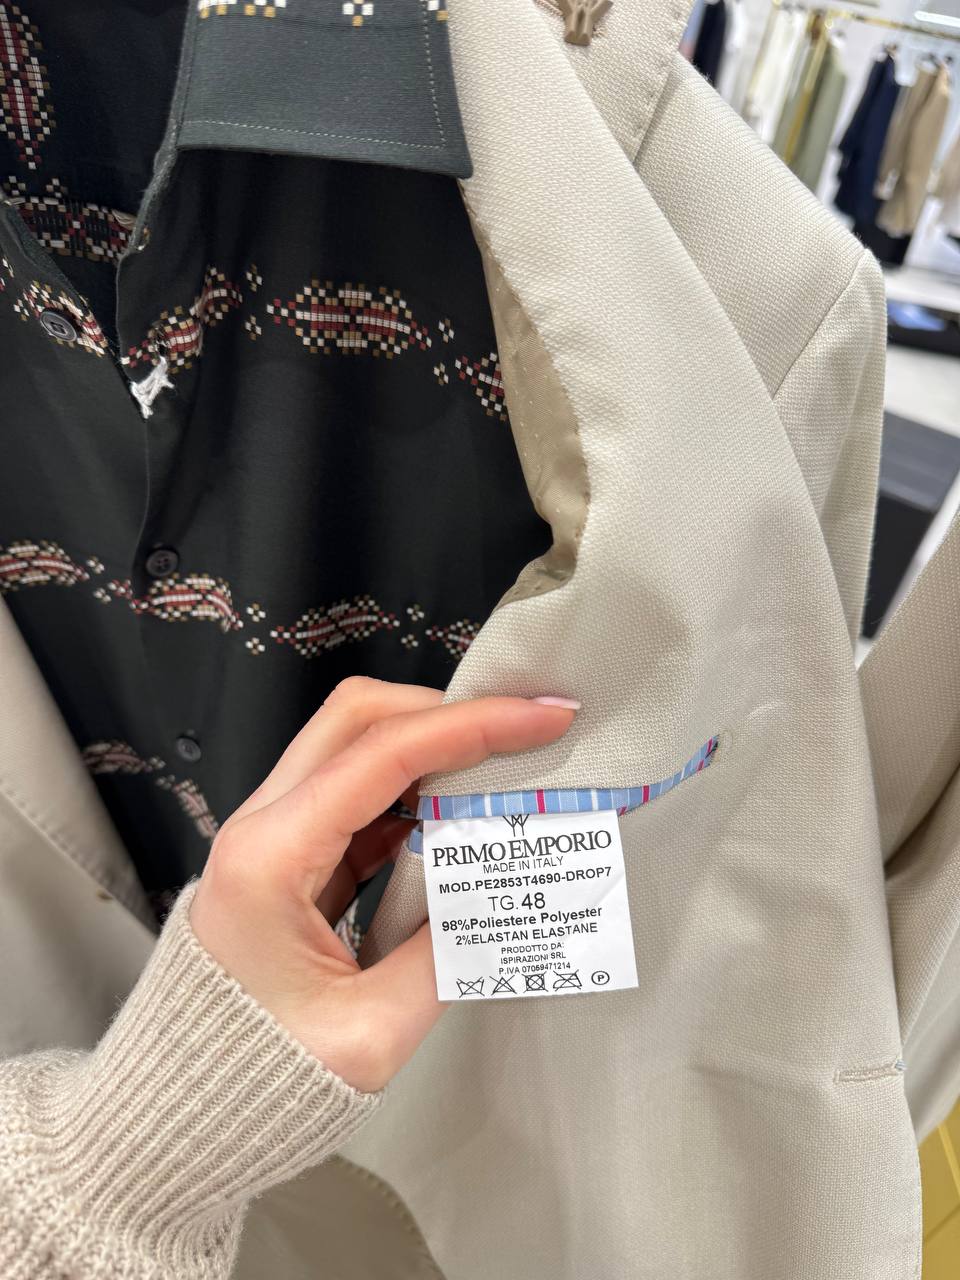 PRIMO EMPORIO
MADE IN ITALY
MOD.PE2853T4690-DROP7
TG.48
98%Poliestere Polyester
2%ELASTAN ELASTANE
PRODOTTO DA:
ISPIRAZIONI SRL
P.IVA 07059471214
P